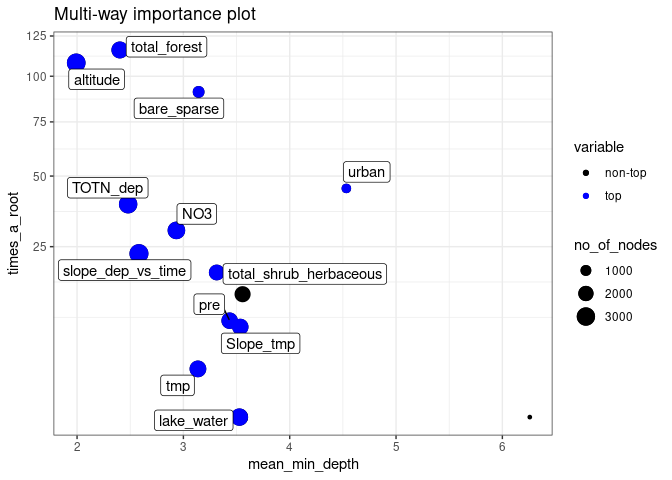 Multi-way importance plot
125
100
75
50
25
times_a_root
total_forest
altitude
bare_sparse
urban
TOTN_dep
NO3
slope_dep_vs_time
total_shrub_herbaceous
pre
Slope_tmp
tmp
lake_water
2 3 4 5 6
mean_min_depth
variable
non-top
top
no_of_nodes
1000
2000
3000